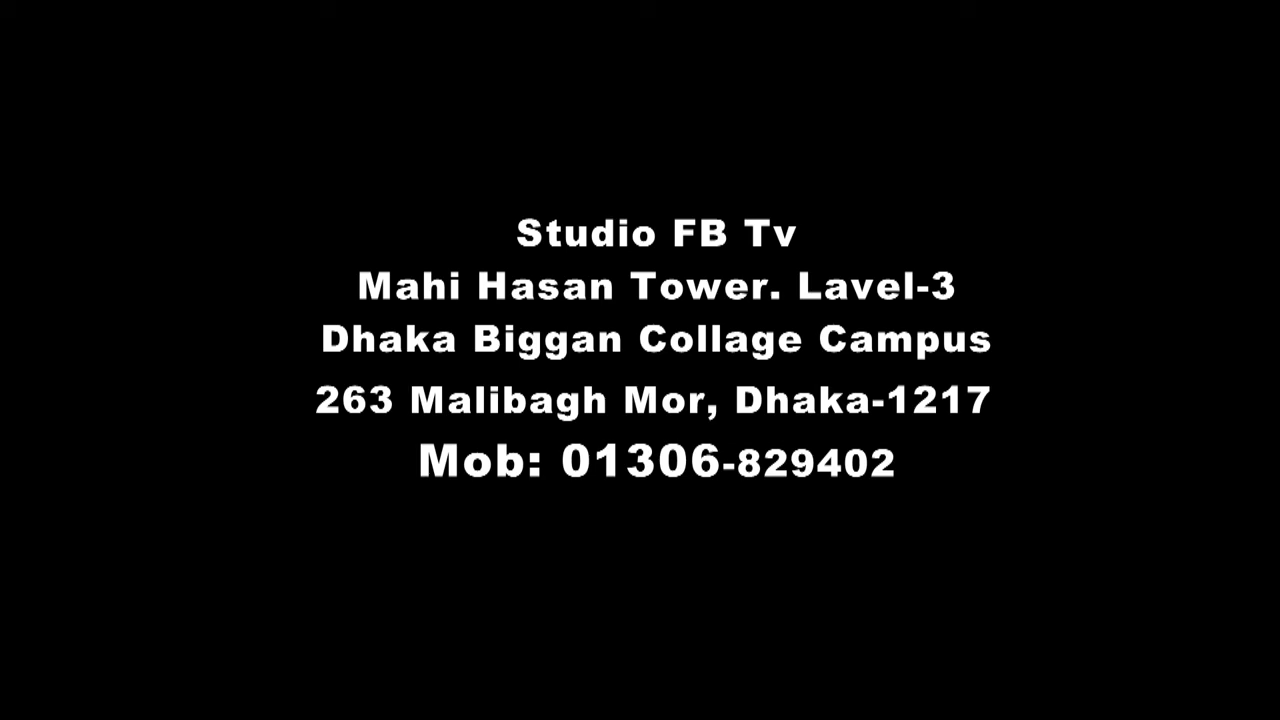 Studio FB Tv
Mahi Hasan Tower. Lavel-3
Dhaka Biggan Collage Campus
263 Malibagh Mor, Dhaka-1217
Mob: 01306-829402